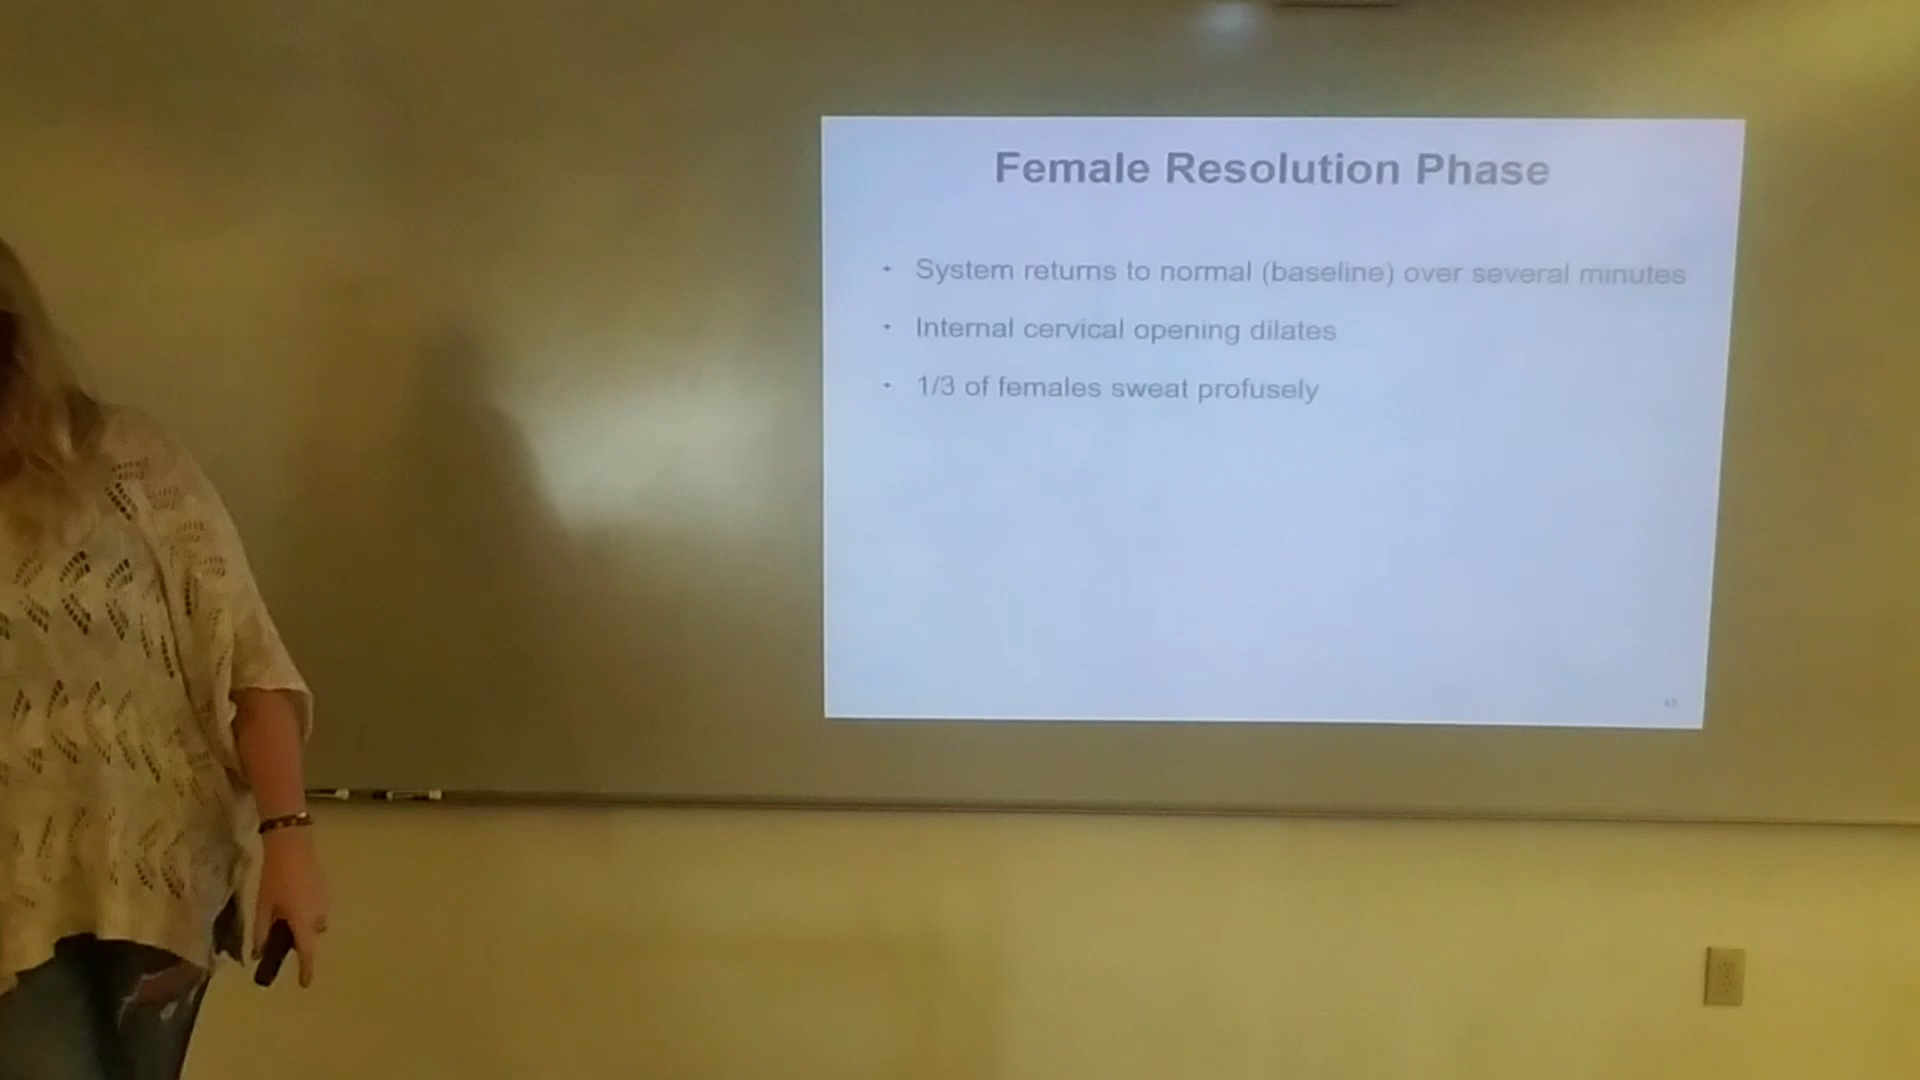 Female Resolution Phase
• System returns to normal (baseline) over several minutes
• Internal cervical opening dilates
• 1/3 of females sweat profusely